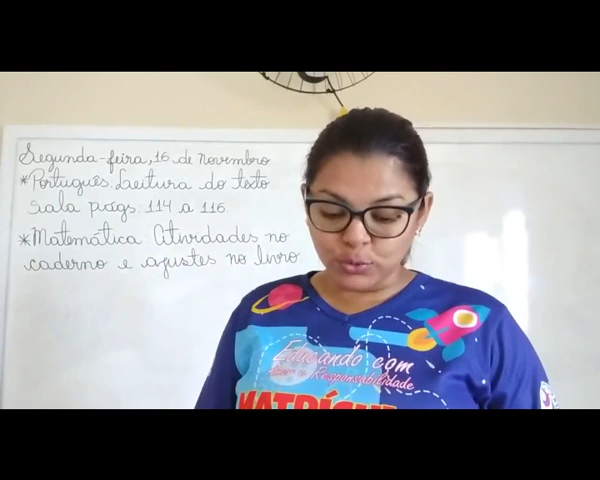 Segunda-feira, 16 de novembro
*Português: Leitura do texto
sala págs 114 a 116
*Matemática: Atividades no
caderno e ajustes no livro
Educando com
Responsabilidade